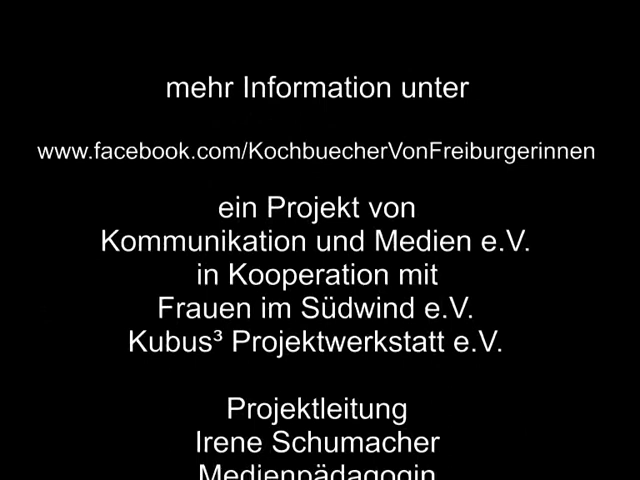 mehr Information unter
www.facebook.com/KochbuecherVonFreiburgerinnen
ein Projekt von
Kommunikation und Medien e.V.
in Kooperation mit
Frauen im Südwind e.V.
Kubus³ Projektwerkstatt e.V.
Projektleitung
Irene Schumacher
Medienpädagogin